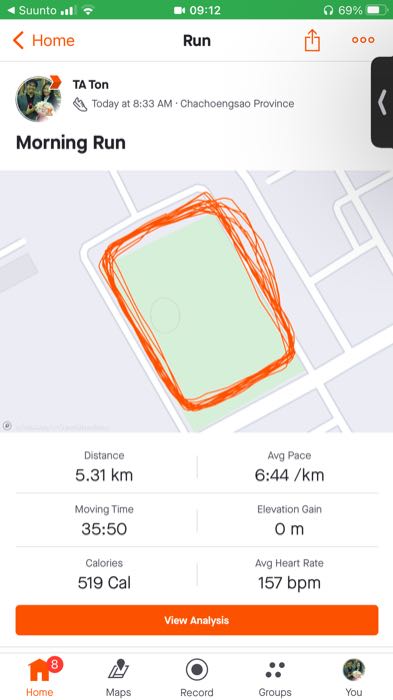 Suunto 09:12 69%
Home Run
TA Ton
Today at 8:33 AM · Chachoengsao Province
Morning Run
Distance Avg Pace
5.31 km 6:44 /km
Moving Time Elevation Gain
35:50 0 m
Calories Avg Heart Rate
519 Cal 157 bpm
View Analysis
8
Home Maps Record Groups You